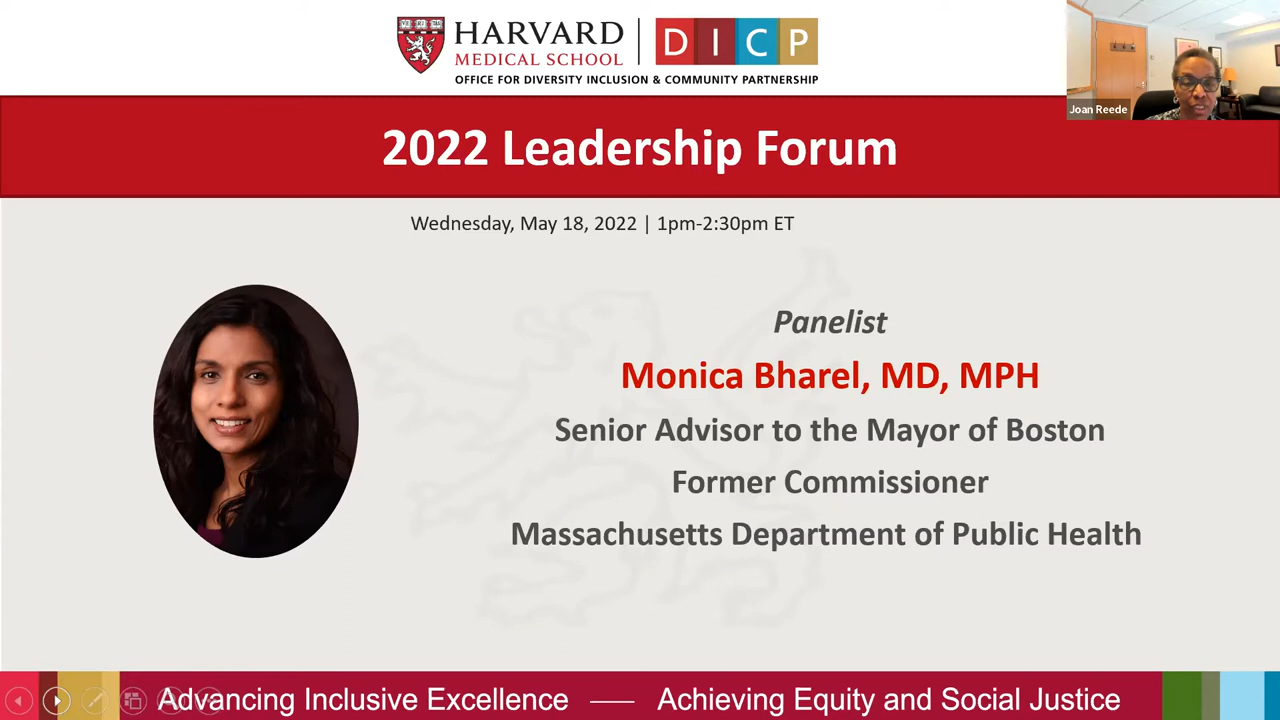 HARVARD
MEDICAL SCHOOL
DICP
OFFICE FOR DIVERSITY INCLUSION & COMMUNITY PARTNERSHIP
Joan Reede
2022 Leadership Forum
Wednesday, May 18, 2022 | 1pm-2:30pm ET
Panelist
Monica Bharel, MD, MPH
Senior Advisor to the Mayor of Boston
Former Commissioner
Massachusetts Department of Public Health
Advancing Inclusive Excellence —— Achieving Equity and Social Justice